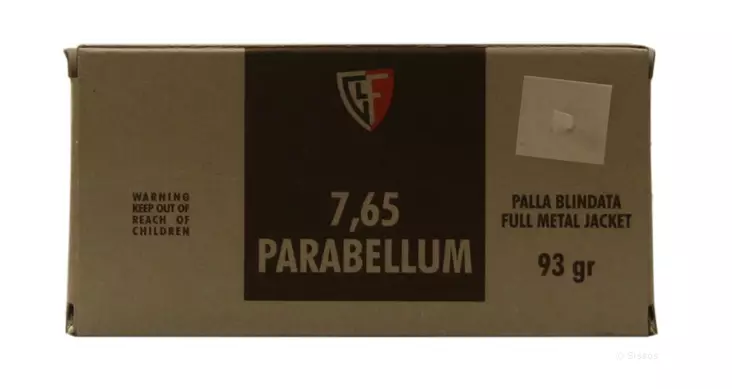 WARNING
KEEP OUT OF
REACH OF
CHILDREN
7,65
PARABELLUM
PALLA BLINDATA
FULL METAL JACKET
93 gr